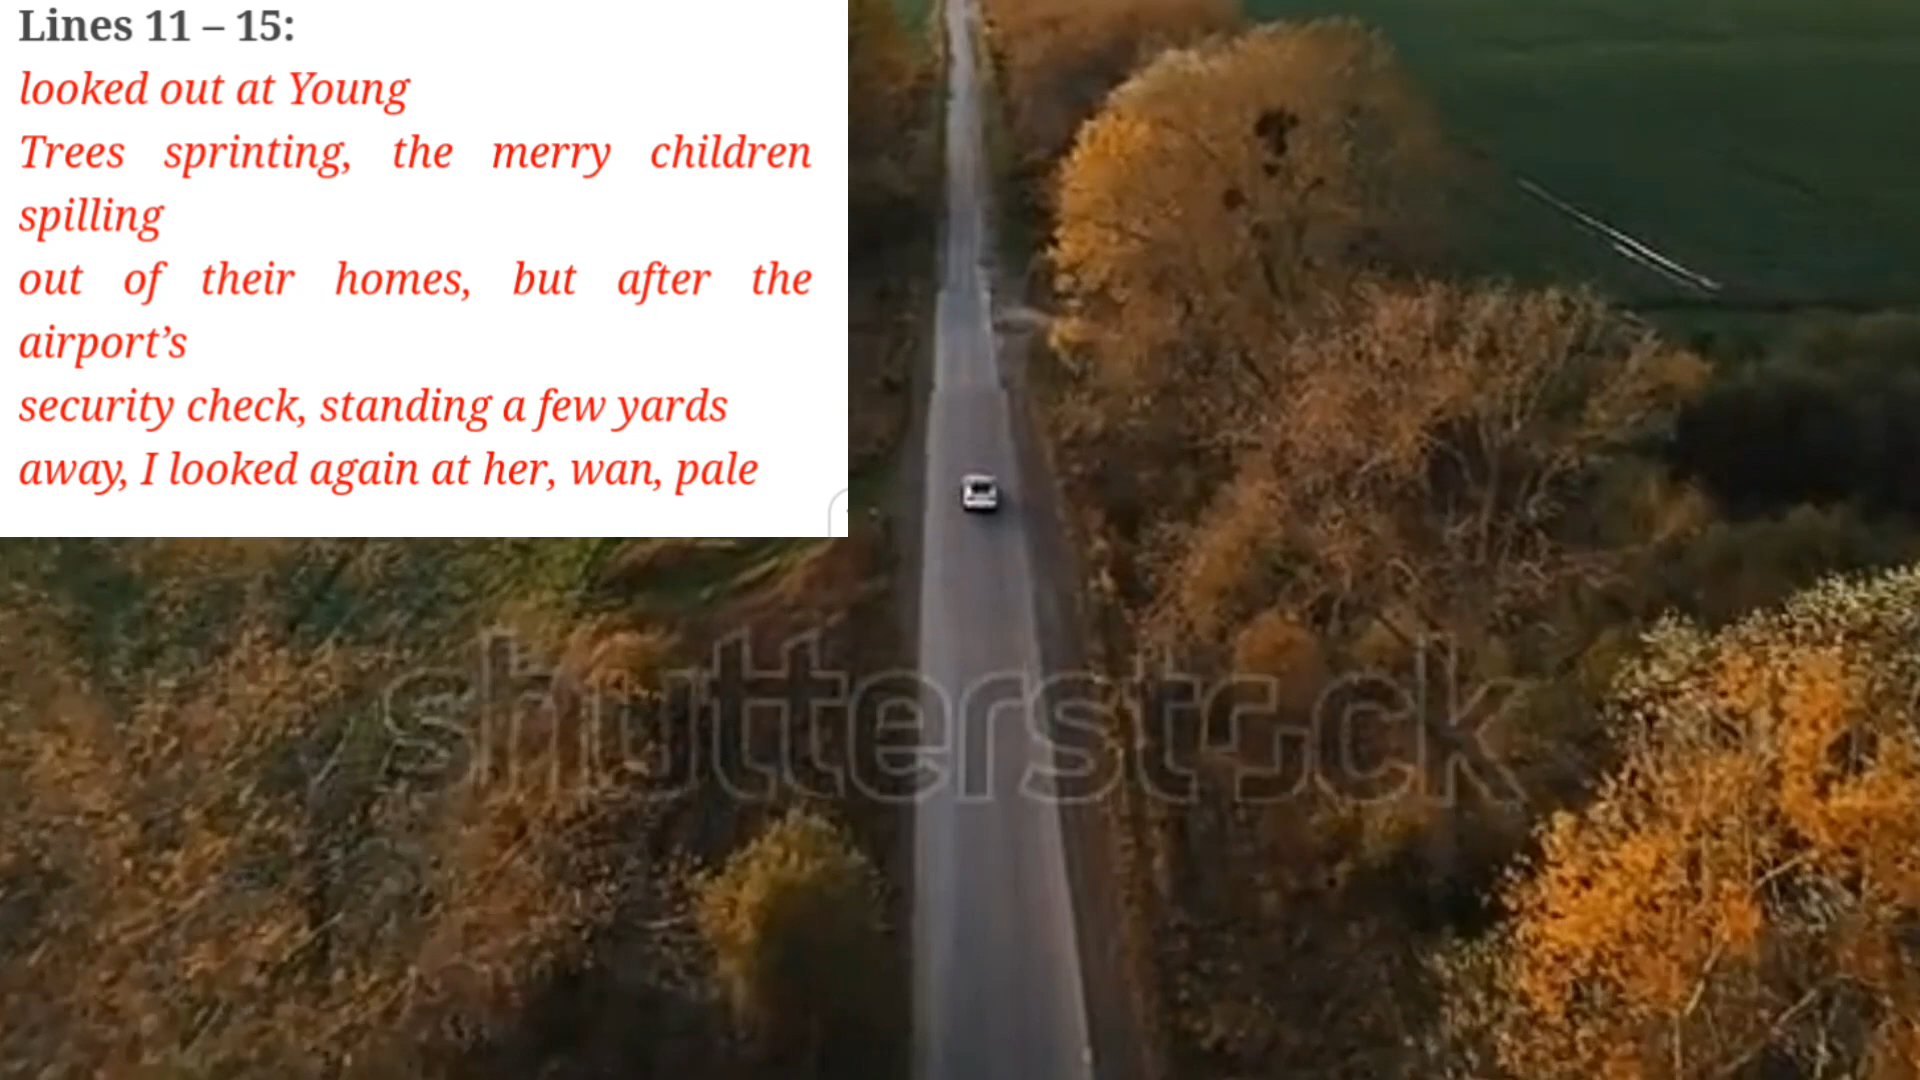 Lines 11 – 15:
looked out at Young
Trees sprinting, the merry children
spilling
out of their homes, but after the
airport’s
security check, standing a few yards
away, I looked again at her, wan, pale
shutterstock